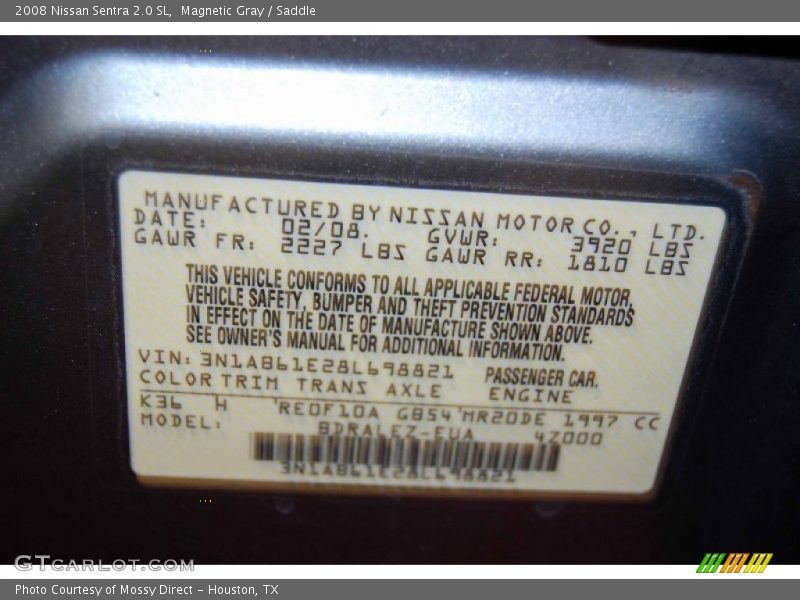 2008 Nissan Sentra 2.0 SL,  Magnetic Gray / Saddle
MANUFACTURED BY NISSAN MOTOR CO., LTD.
DATE: 02/08. GVWR: 3920 LBS
GAWR FR: 2227 LBS GAWR RR: 1810 LBS
THIS VEHICLE CONFORMS TO ALL APPLICABLE FEDERAL MOTOR
VEHICLE SAFETY, BUMPER AND THEFT PREVENTION STANDARDS
IN EFFECT ON THE DATE OF MANUFACTURE SHOWN ABOVE.
SEE OWNER'S MANUAL FOR ADDITIONAL INFORMATION.
VIN: 3N1AB61E28L698821 PASSENGER CAR.
COLOR TRIM TRANS AXLE ENGINE
K36 H RE0F10A GB54 MR20DE 1997 CC
MODEL: BDRALEZ-EUA 4Z000
3N1AB61E28L698821
GTCARLOT.COM
Photo Courtesy of Mossy Direct - Houston, TX